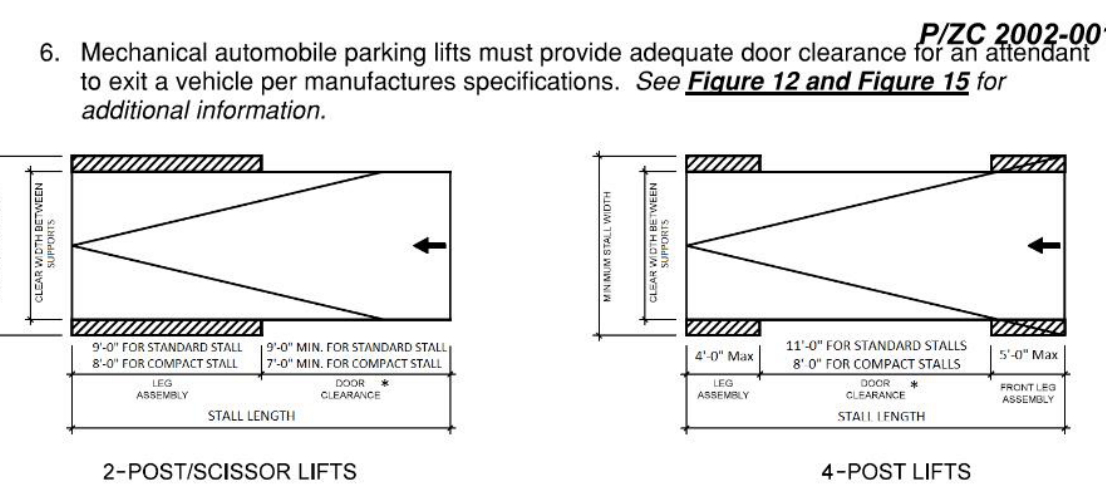 P/ZC 2002-001
6. Mechanical automobile parking lifts must provide adequate door clearance for an attendant
to exit a vehicle per manufactures specifications. See Figure 12 and Figure 15 for
additional information.
CLEAR WIDTH BETWEEN
SUPPORTS
9'-0" FOR STANDARD STALL
8'-0" FOR COMPACT STALL
9'-0" MIN. FOR STANDARD STALL
7'-0" MIN. FOR COMPACT STALL
LEG
ASSEMBLY
DOOR *
CLEARANCE
STALL LENGTH
2-POST/SCISSOR LIFTS
MINIMUM STALL WIDTH
CLEAR WIDTH BETWEEN
SUPPORTS
4'-0" Max
11'-0" FOR STANDARD STALLS
8'-0" FOR COMPACT STALLS
5'-0" Max
LEG
ASSEMBLY
DOOR *
CLEARANCE
FRONT LEG
ASSEMBLY
STALL LENGTH
4-POST LIFTS